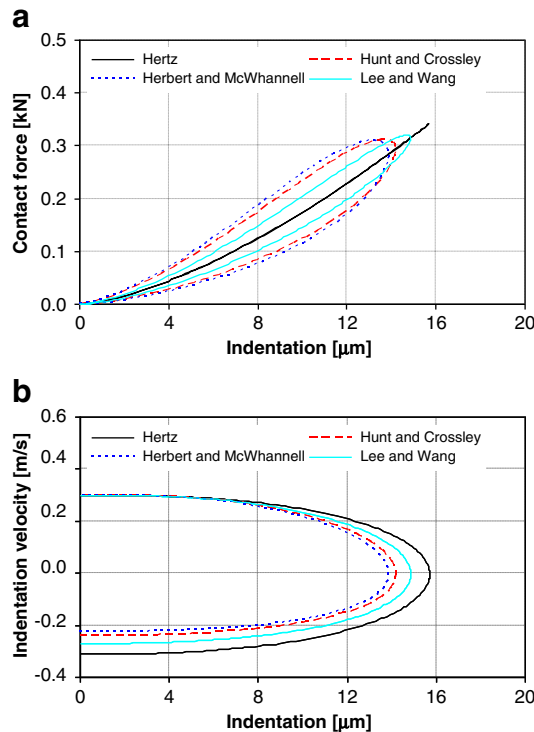 a
0.5
Hertz
Hunt and Crossley
Herbert and McWhannell
Lee and Wang
0.4
0.3
0.2
0.1
0.0
Contact force [kN]
0 4 8 12 16 20
Indentation [μm]
b
0.6
Hertz
Hunt and Crossley
Herbert and McWhannell
Lee and Wang
0.4
0.2
0.0
-0.2
-0.4
Indentation velocity [m/s]
0 4 8 12 16 20
Indentation [μm]